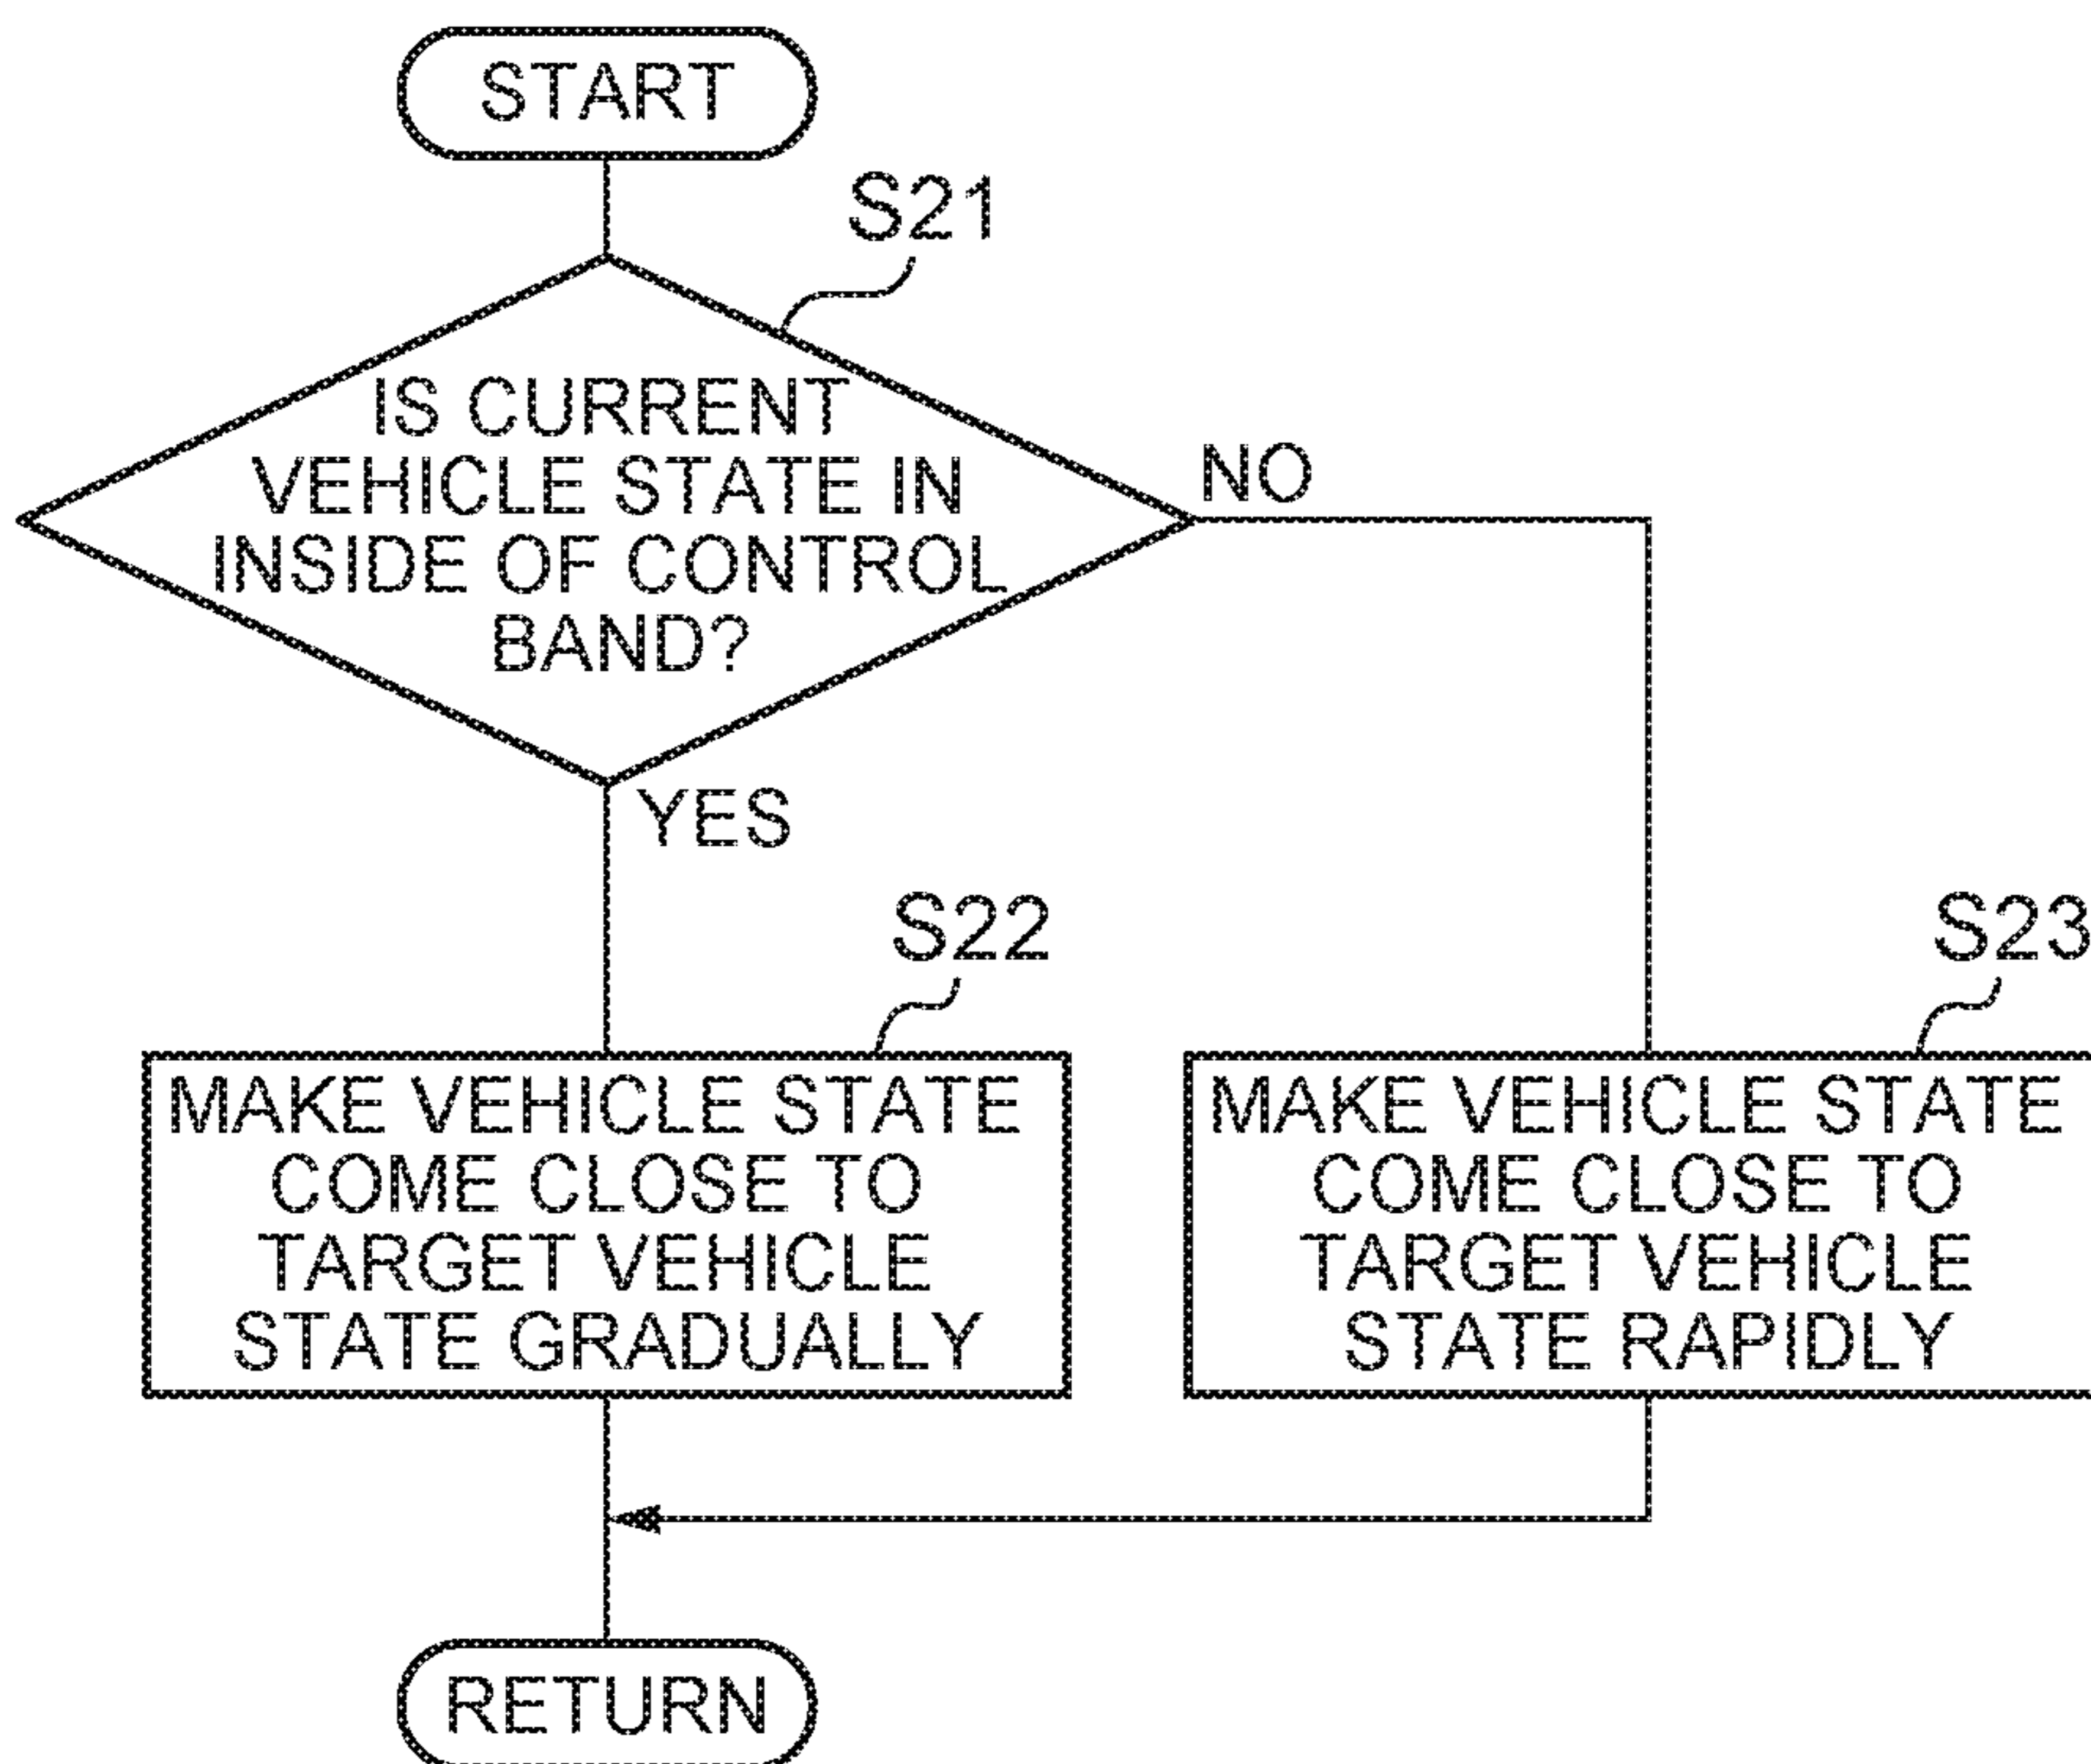 START
S21
IS CURRENT
VEHICLE STATE IN
INSIDE OF CONTROL
BAND?
NO
YES
S22
MAKE VEHICLE STATE
COME CLOSE TO
TARGET VEHICLE
STATE GRADUALLY
S23
MAKE VEHICLE STATE
COME CLOSE TO
TARGET VEHICLE
STATE RAPIDLY
RETURN